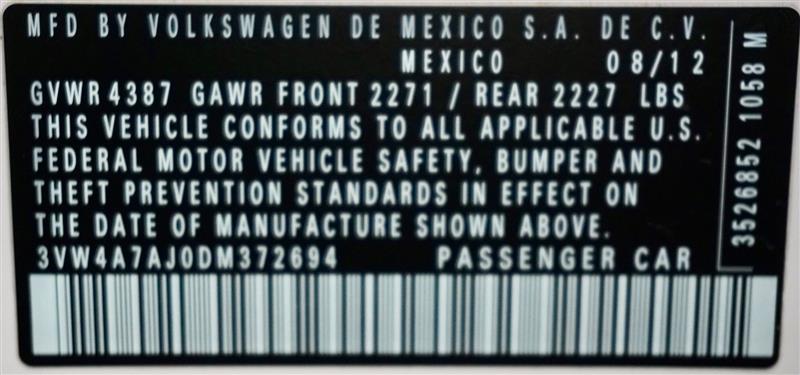 MFD BY VOLKSWAGEN DE MEXICO S.A. DE C.V.
MEXICO 08/12
GVWR 4387 GAWR FRONT 2271 / REAR 2227 LBS
THIS VEHICLE CONFORMS TO ALL APPLICABLE U.S.
FEDERAL MOTOR VEHICLE SAFETY, BUMPER AND
THEFT PREVENTION STANDARDS IN EFFECT ON
THE DATE OF MANUFACTURE SHOWN ABOVE.
3VW4A7AJ0DM372694 PASSENGER CAR
3526852 1058 M